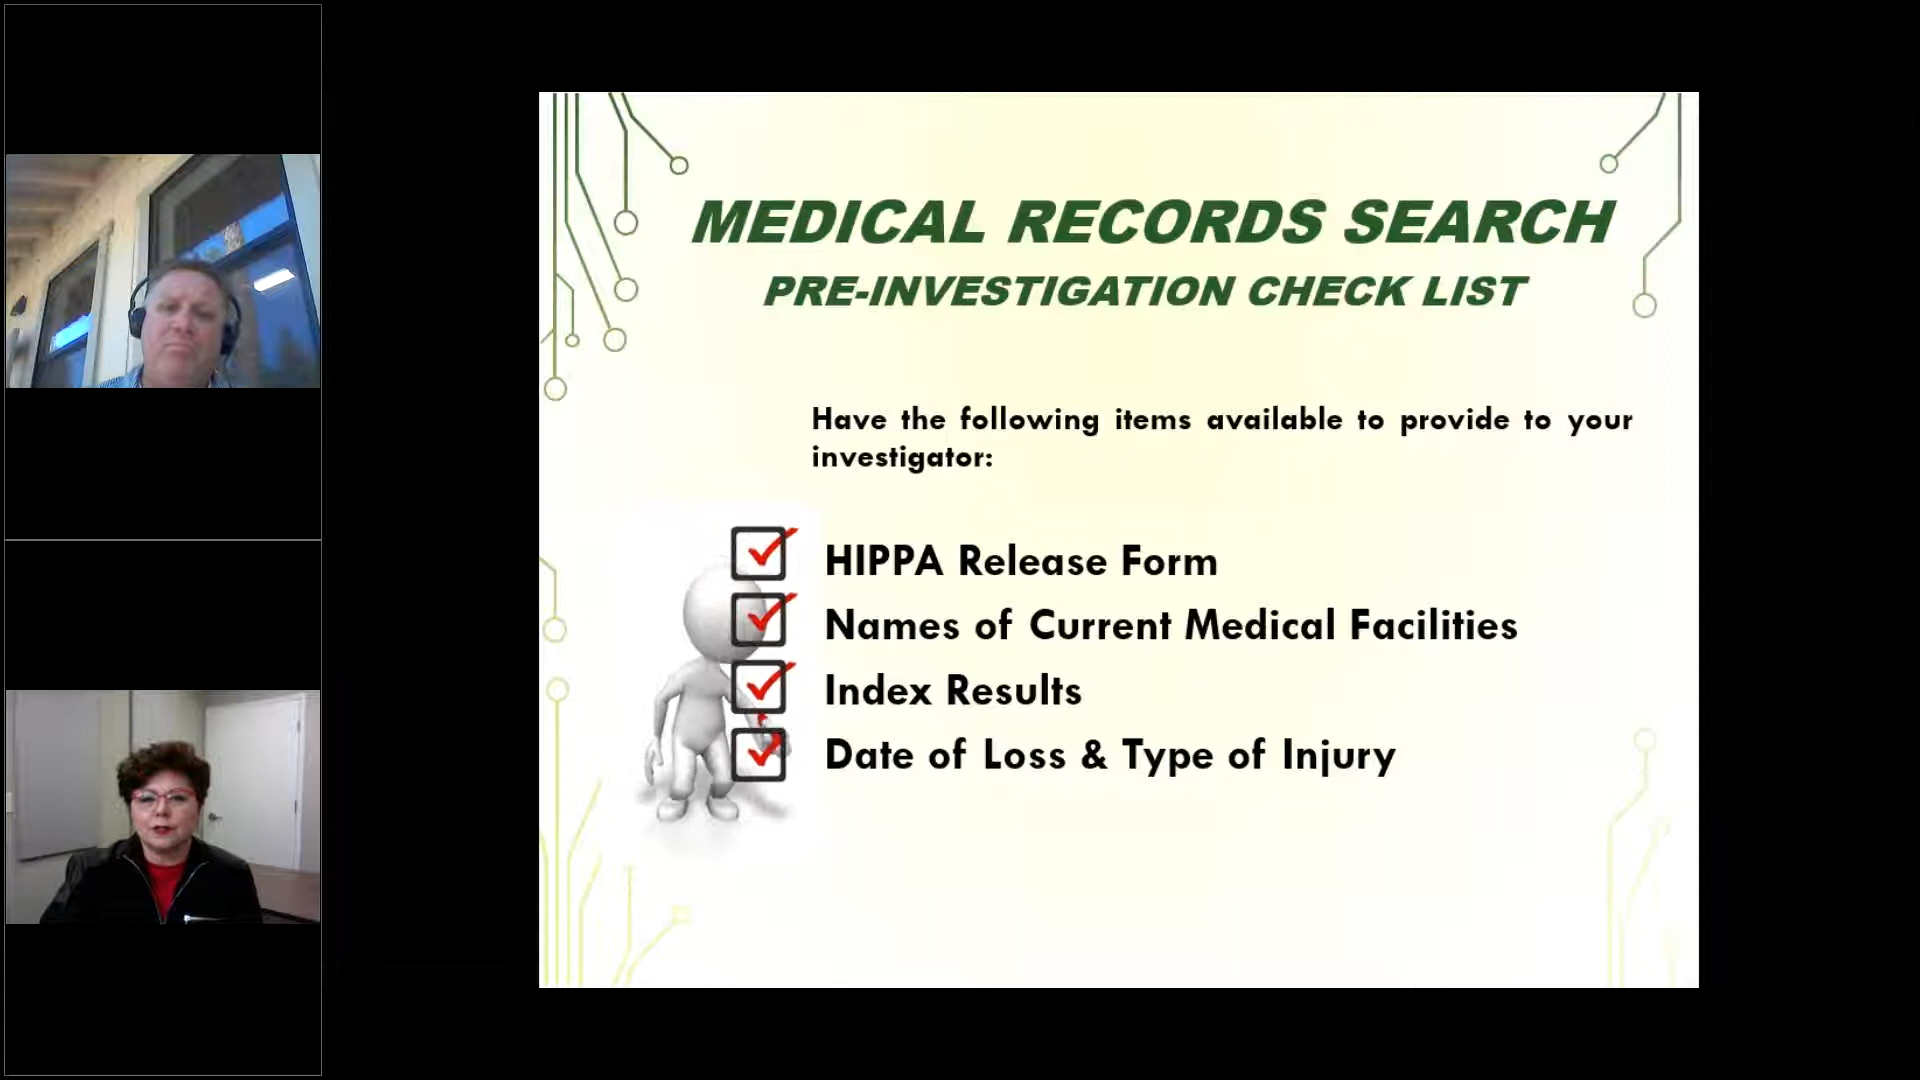 MEDICAL RECORDS SEARCH
PRE-INVESTIGATION CHECK LIST
Have the following items available to provide to your
investigator:
HIPPA Release Form
Names of Current Medical Facilities
Index Results
Date of Loss & Type of Injury